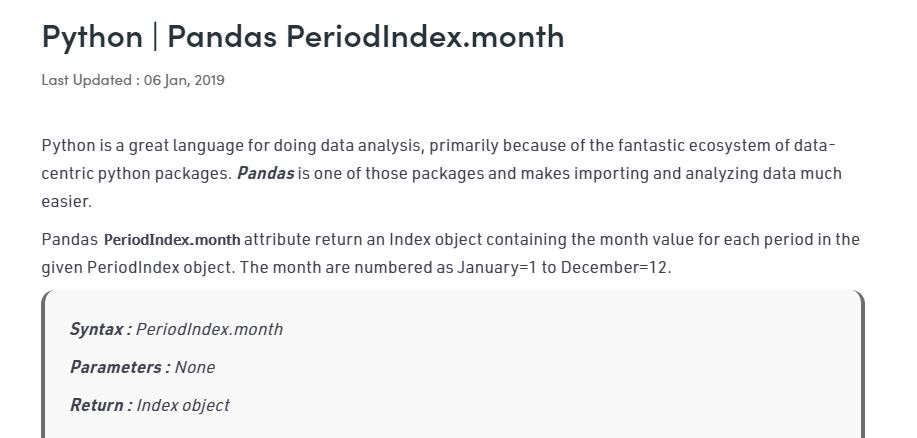 Python | Pandas PeriodIndex.month
Last Updated : 06 Jan, 2019
Python is a great language for doing data analysis, primarily because of the fantastic ecosystem of data-
centric python packages. Pandas is one of those packages and makes importing and analyzing data much
easier.
Pandas PeriodIndex.month attribute return an Index object containing the month value for each period in the
given PeriodIndex object. The month are numbered as January=1 to December=12.
Syntax : PeriodIndex.month
Parameters : None
Return : Index object